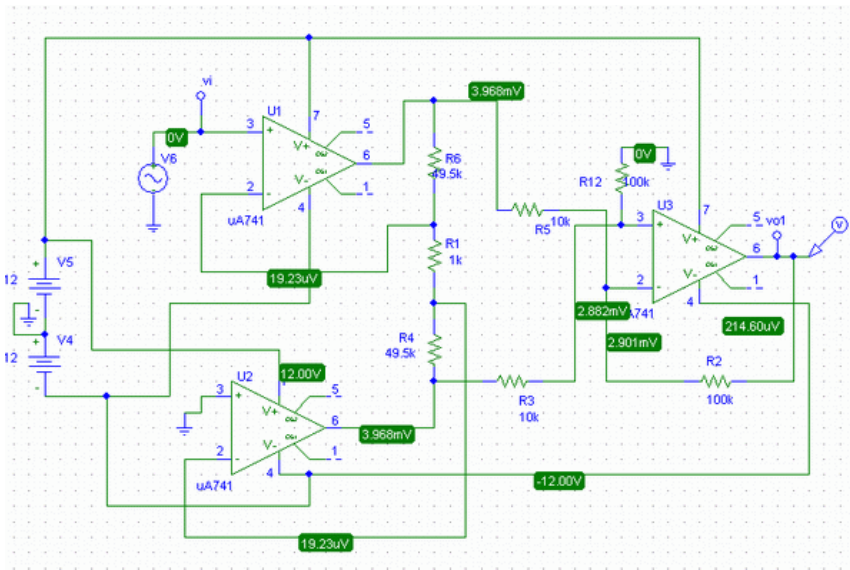 vi
U1
7
5
3
+
V+
6
V-
2
-
1
4
uA741
0V
V6
3.968mV
R6
49.5k
R1
1k
R4
49.5k
19.23uV
R12
100k
0V
R5
10k
U3
7
3
+
5
vo1
V
V+
6
V-
2
-
1
4
2.882mV
A741
214.60uV
2.901mV
R2
100k
R3
10k
+
V5
12
-
+
V4
12
-
U2
12.00V
3
+
5
V+
6
V-
2
-
1
4
uA741
3.968mV
-12.00V
19.23uV